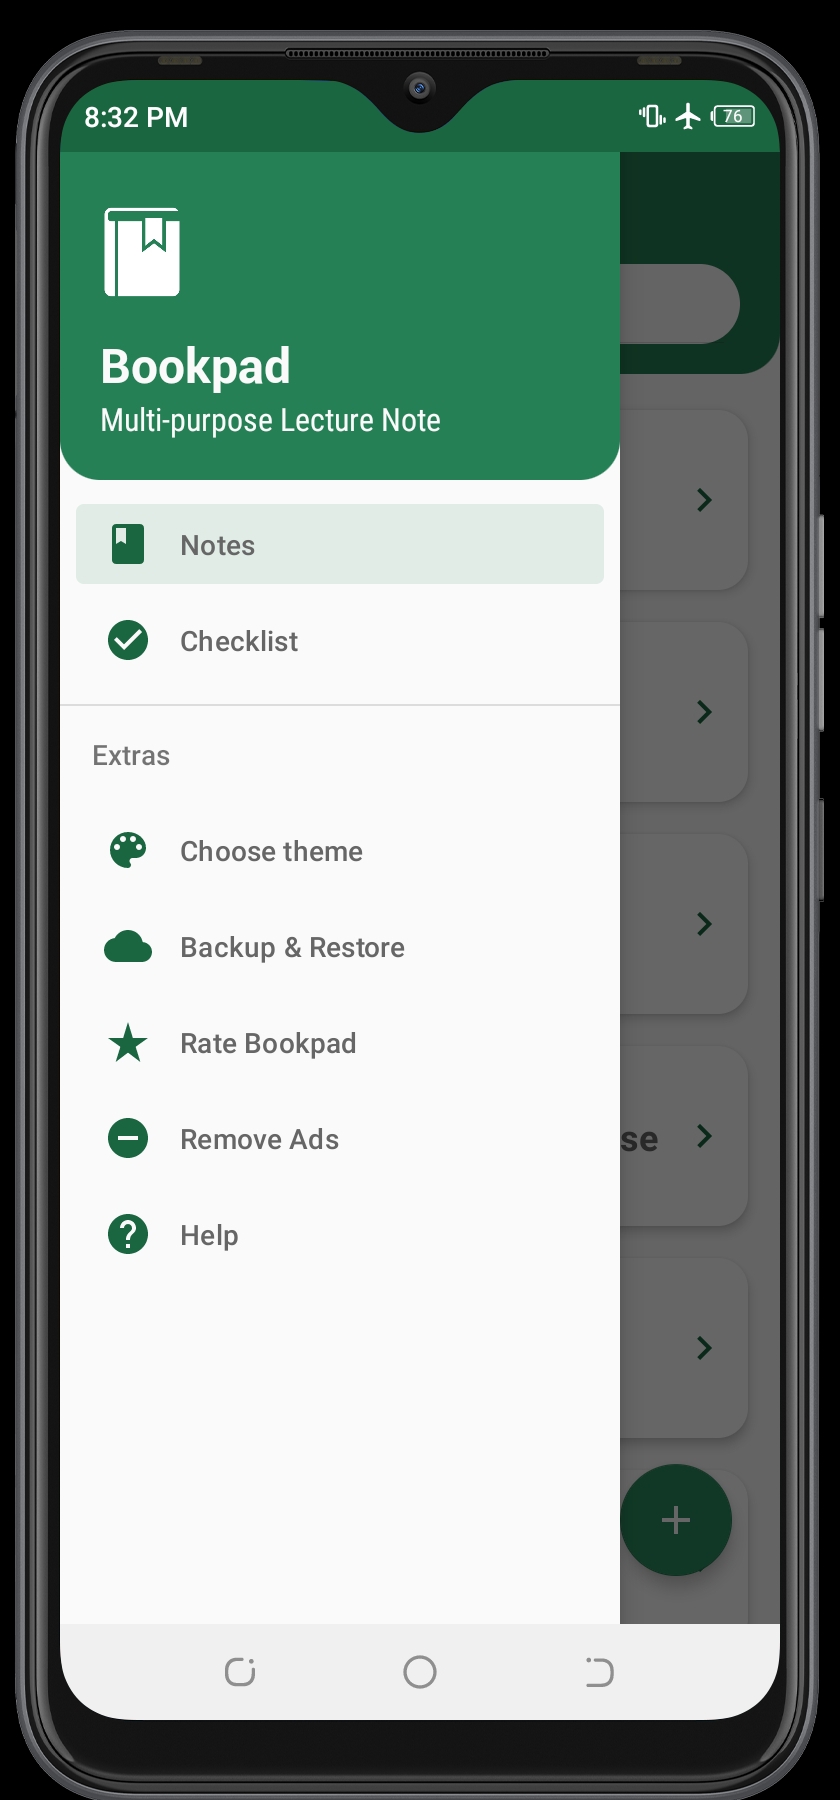 8:32 PM
76
Bookpad
Multi-purpose Lecture Note
Notes
Checklist
Extras
Choose theme
Backup & Restore
Rate Bookpad
se
Remove Ads
Help